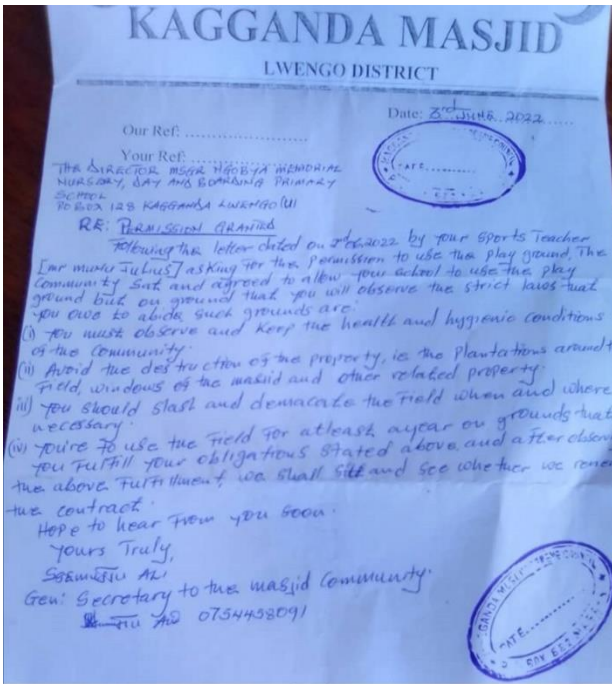 KAGGANDA MASJID
LWENGO DISTRICT
Date: 3rd JUNE 2022
Our Ref: ..................
Your Ref: ..................
THE DIRECTOR MSGR NGOBYA MEMORIAL
NURSERY, DAY AND BOARDING PRIMARY
SCHOOL
PO BOX 128 KAGGANDA LWENGO (U)
RE: PERMISSION GRANTED
Following the letter dated on 2022 by your Sports Teacher
[mr Julius] asking for the Permission to use the play ground, The
Community Sat and agreed to allow your school to use the play
ground but on ground that you will observe the strict laws that
you owe to abide such grounds are:
(i) you must observe and keep the health and hygienic conditions
of the Community.
(ii) Avoid the destruction of the property, ie the Plantations around t
Field, windows of the masjid and other related property.
iii) you should slash and demacate the Field when and where
necessary.
(iv) you're to use the Field for atleast a year on grounds that
you Fulfill your obligations stated above, and after observ
the above Fulfillment, we shall sit and see whether we renew
the contract.
Hope to hear From you soon.
Yours Truly,
SSEMUJJU ALI
Gen: Secretary to the masjid Community.
0754458091
DATE
DATE